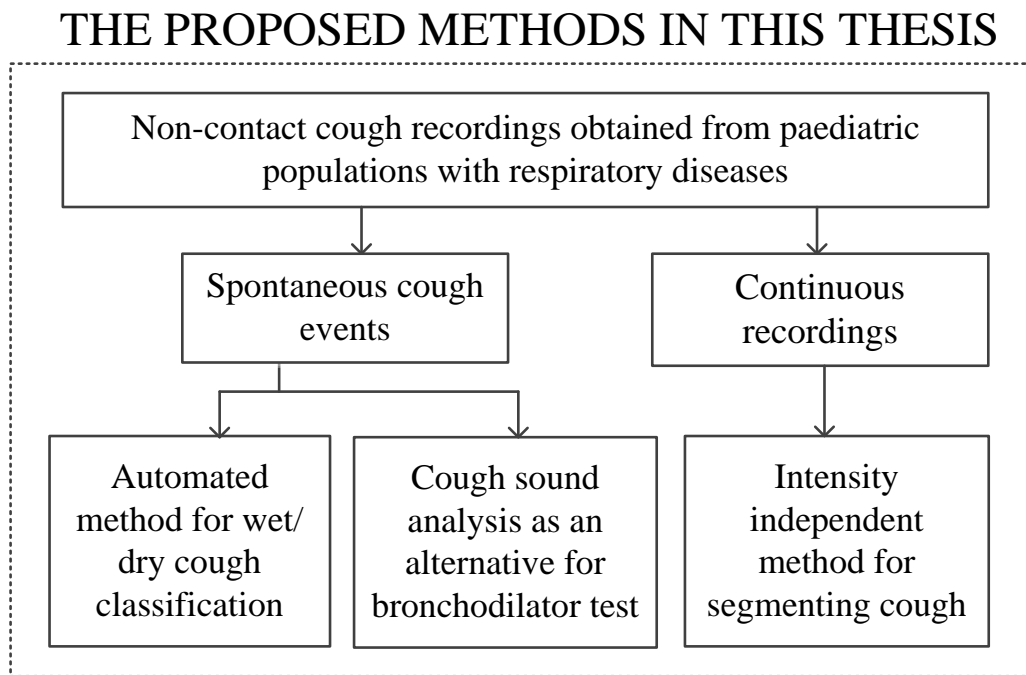 THE PROPOSED METHODS IN THIS THESIS
Non-contact cough recordings obtained from paediatric
populations with respiratory diseases
Spontaneous cough
events
Continuous
recordings
Automated
method for wet/
dry cough
classification
Cough sound
analysis as an
alternative for
bronchodilator test
Intensity
independent
method for
segmenting cough